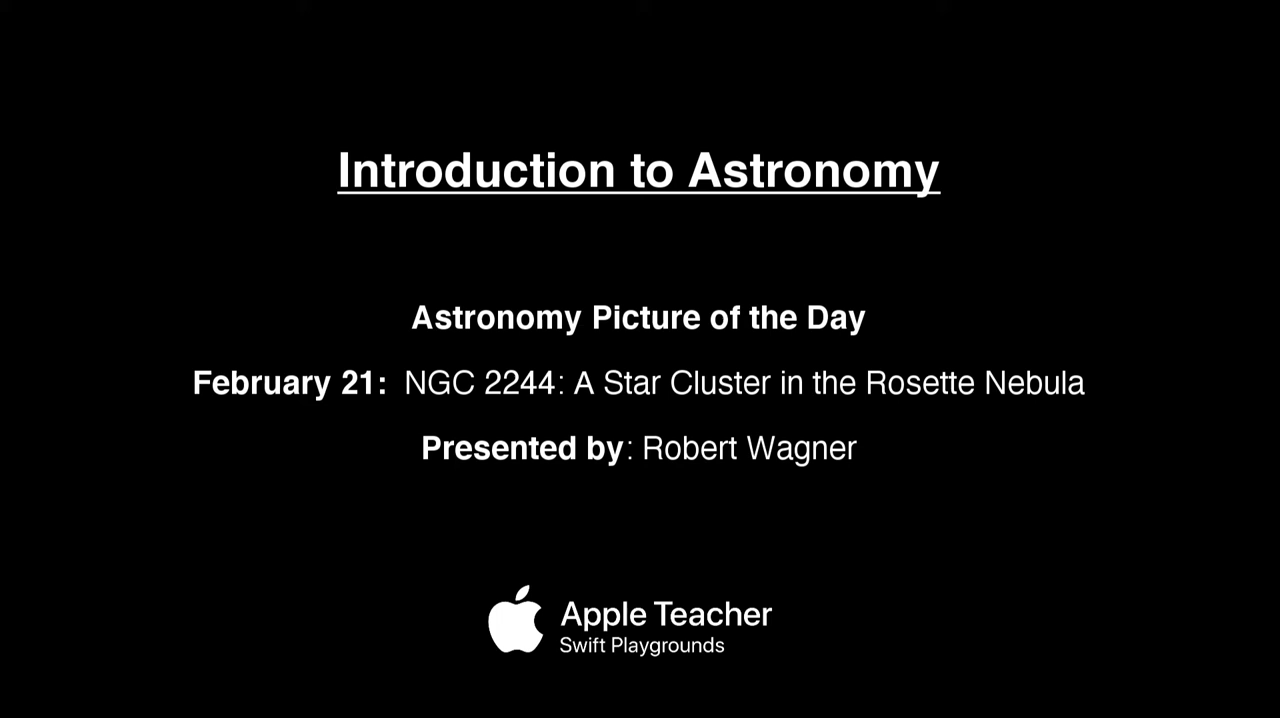 Introduction to Astronomy
Astronomy Picture of the Day
February 21: NGC 2244: A Star Cluster in the Rosette Nebula
Presented by: Robert Wagner
Apple Teacher
Swift Playgrounds